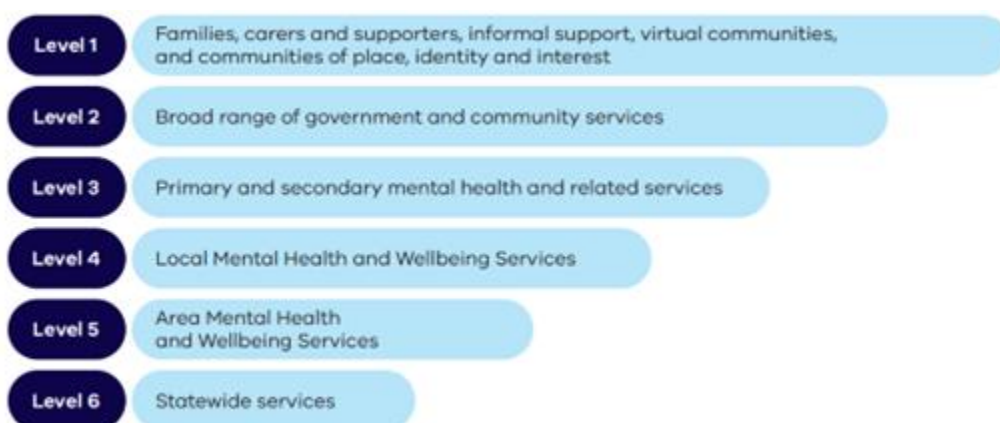 Level 1
Families, carers and supporters, informal support, virtual communities,
and communities of place, identity and interest
Level 2
Broad range of government and community services
Level 3
Primary and secondary mental health and related services
Level 4
Local Mental Health and Wellbeing Services
Level 5
Area Mental Health
and Wellbeing Services
Level 6
Statewide services